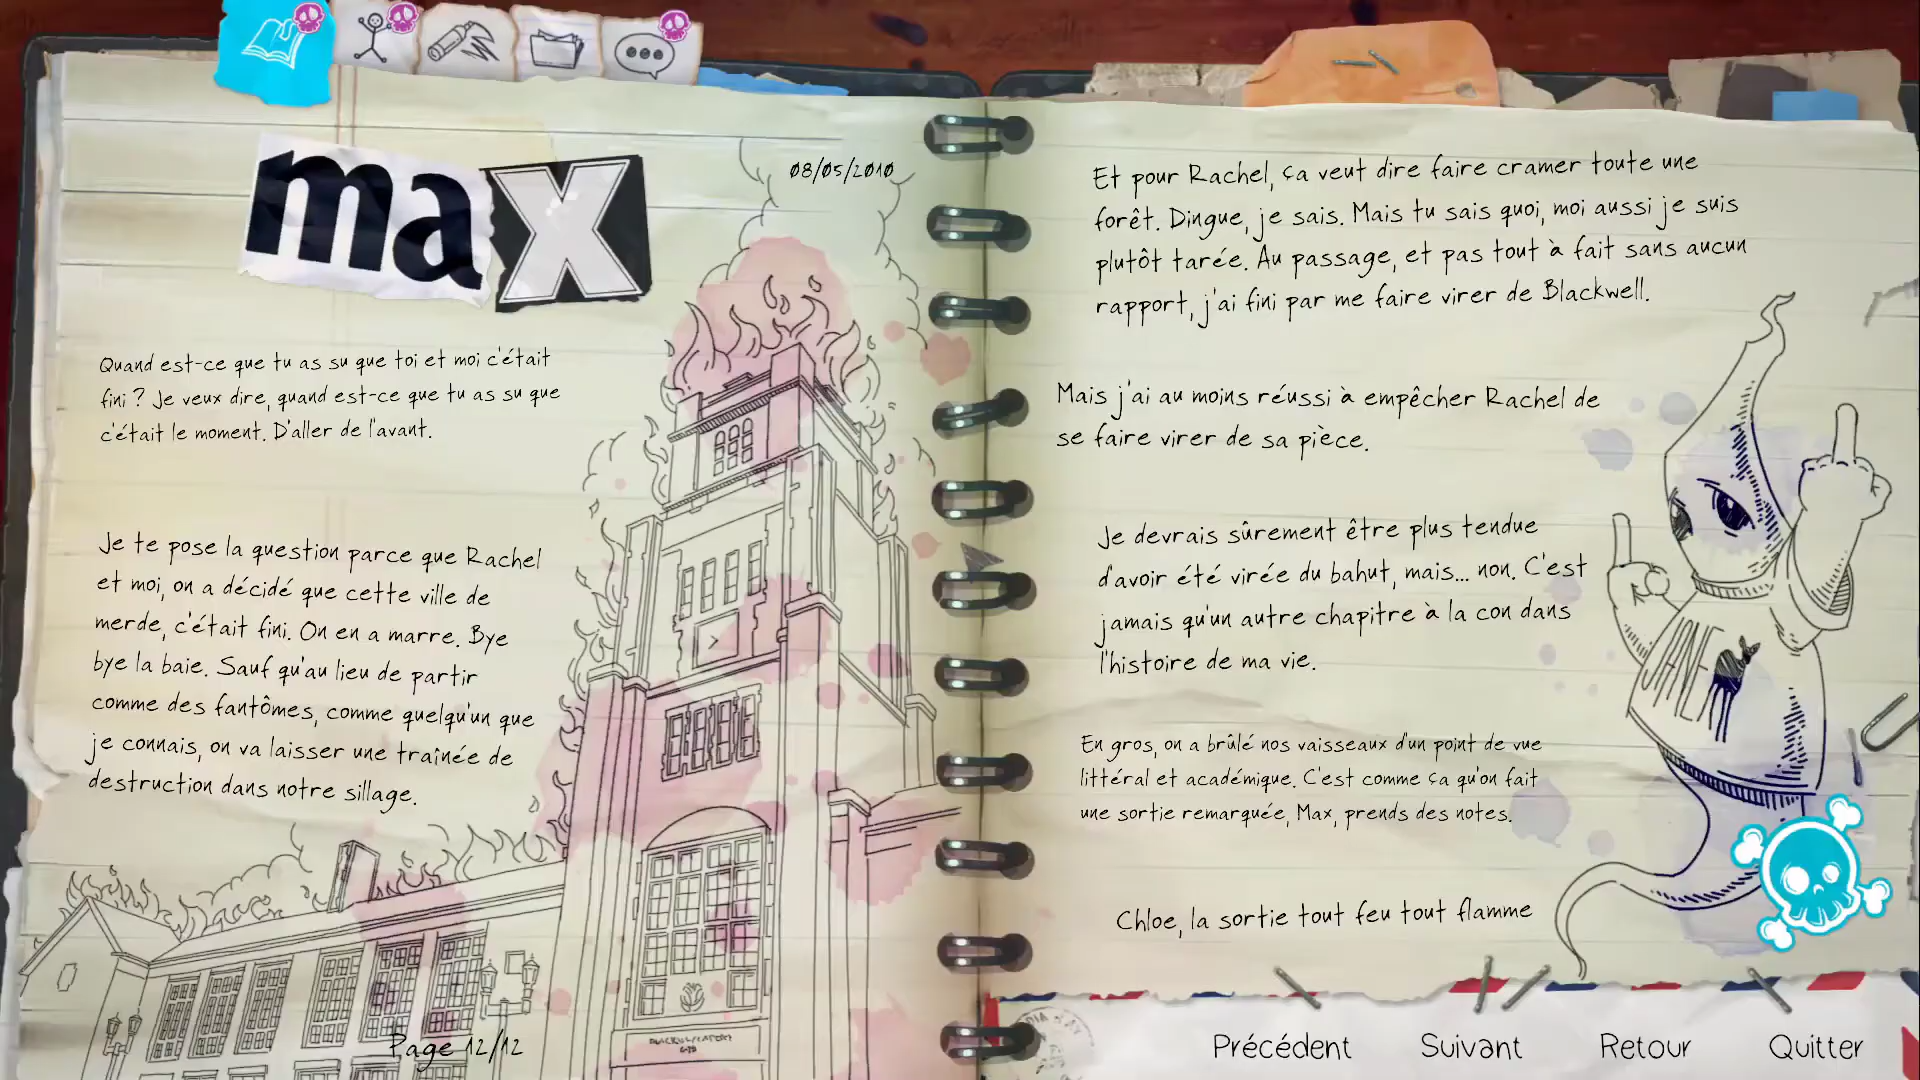 max
08/05/2010
Quand est-ce que tu as su que toi et moi c'était
fini ? Je veux dire, quand est-ce que tu as su que
c'était le moment. D'aller de l'avant.
Je te pose la question parce que Rachel
et moi, on a décidé que cette ville de
merde, c'était fini. On en a marre. Bye
bye la baie. Sauf qu'au lieu de partir
comme des fantômes, comme quelqu'un que
je connais, on va laisser une traînée de
destruction dans notre sillage.
Page 12/12
Et pour Rachel, ça veut dire faire cramer toute une
forêt. Dingue, je sais. Mais tu sais quoi, moi aussi je suis
plutôt tarée. Au passage, et pas tout à fait sans aucun
rapport, j'ai fini par me faire virer de Blackwell.
Mais j'ai au moins réussi à empêcher Rachel de
se faire virer de sa pièce.
Je devrais sûrement être plus tendue
d'avoir été virée du bahut, mais... non. C'est
jamais qu'un autre chapitre à la con dans
l'histoire de ma vie.
En gros, on a brûlé nos vaisseaux d'un point de vue
littéral et académique. C'est comme ça qu'on fait
une sortie remarquée, Max, prends des notes.
Chloe, la sortie tout feu tout flamme
JANE
Précédent
Suivant
Retour
Quitter